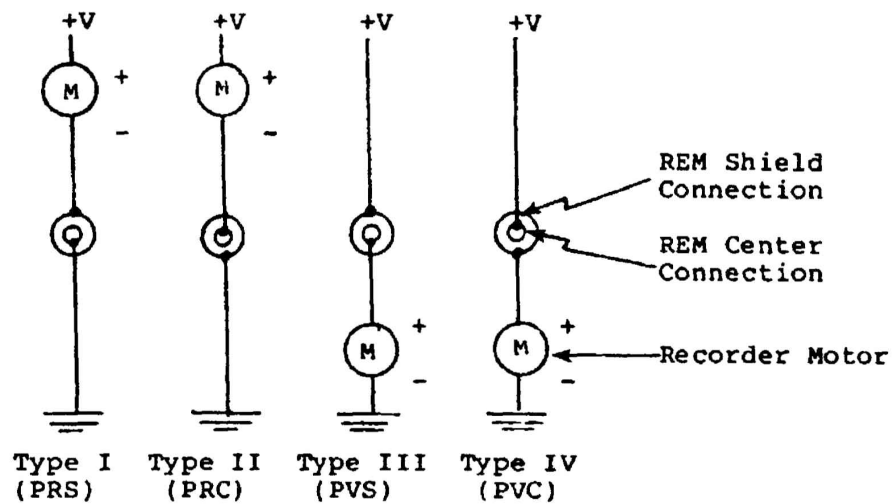 +V +V +V +V
M + M +
- -
REM Shield
Connection
REM Center
Connection
+ +
M M Recorder Motor
- -
Type I Type II Type III Type IV
(PRS) (PRC) (PVS) (PVC)